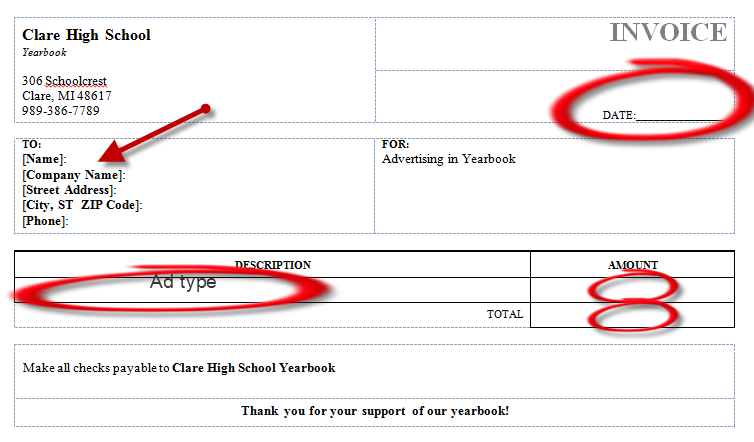 Clare High School
INVOICE
Yearbook
306 Schoolcrest
Clare, MI 48617
989-386-7789
DATE:________________
TO:
[Name]:
[Company Name]:
[Street Address]:
[City, ST  ZIP Code]:
[Phone]:
FOR:
Advertising in Yearbook
DESCRIPTION
AMOUNT
Ad type
TOTAL
Make all checks payable to Clare High School Yearbook
Thank you for your support of our yearbook!